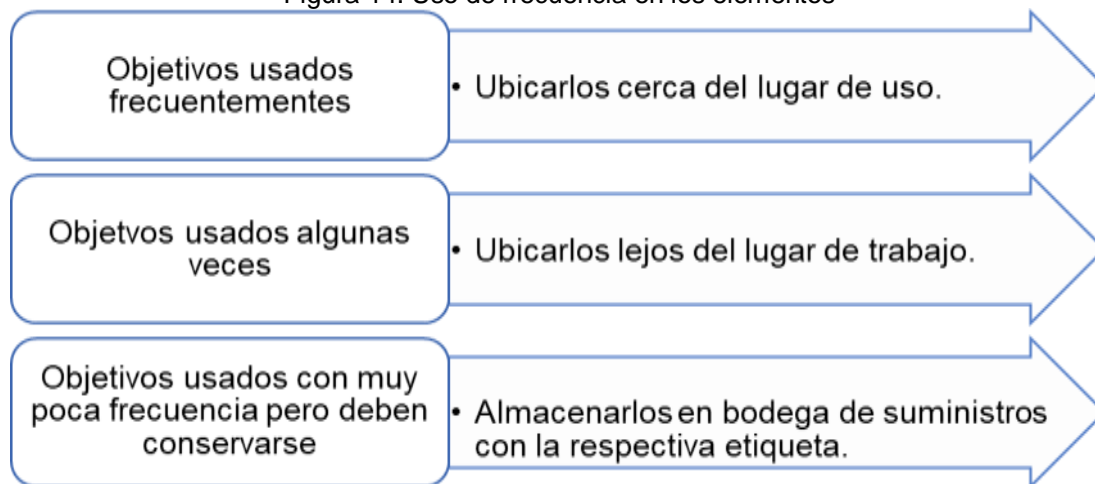 Objetivos usados
frecuentementes
• Ubicarlos cerca del lugar de uso.
Objetvos usados algunas
veces
• Ubicarlos lejos del lugar de trabajo.
Objetivos usados con muy
poca frecuencia pero deben
conservarse
• Almacenarlos en bodega de suministros
con la respectiva etiqueta.